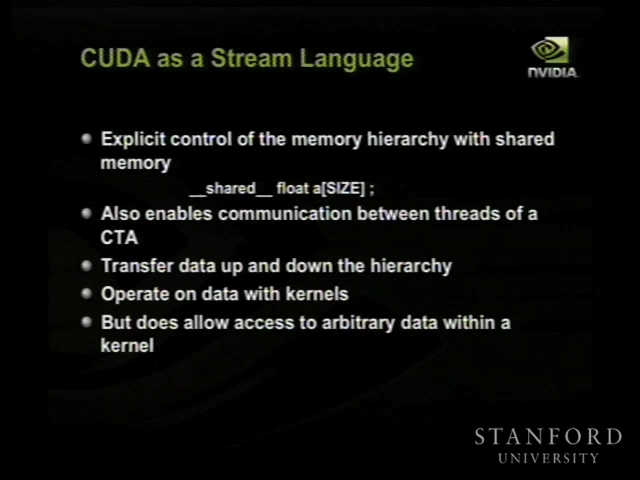 CUDA as a Stream Language
NVIDIA
Explicit control of the memory hierarchy with shared
memory
__shared__ float a[SIZE] ;
Also enables communication between threads of a
CTA
Transfer data up and down the hierarchy
Operate on data with kernels
But does allow access to arbitrary data within a
kernel
STANFORD
UNIVERSITY